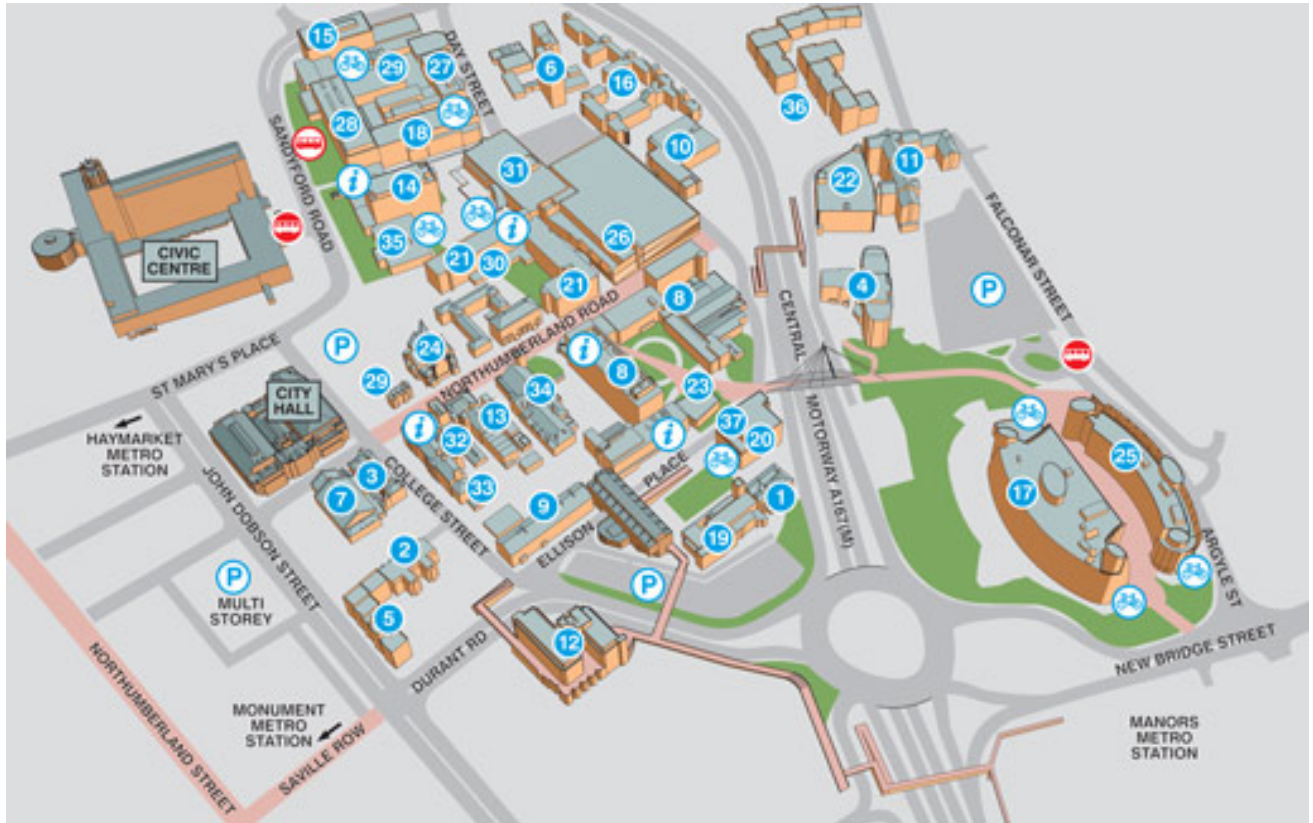 15
29
27
DAY STREET
6
16
36
28
18
SANDYFORD ROAD
10
11
i
14
31
22
CIVIC
CENTRE
35
i
26
FALCONAR STREET
21
30
21
8
4
P
CENTRAL MOTORWAY A167(M)
ST MARY'S PLACE
P
24
NORTHUMBERLAND ROAD
i
8
29
34
23
CITY
HALL
HAYMARKET
METRO
STATION
i
32
13
37
20
i
PLACE
25
3
7
COLLEGE STREET
33
9
17
1
ELLISON
19
JOHN DOBSON STREET
2
P
MULTI
STOREY
5
P
ARGYLE ST
12
DURANT RD
NEW BRIDGE STREET
NORTHUMBERLAND STREET
MONUMENT
METRO
STATION
SAVILLE ROW
MANORS
METRO
STATION